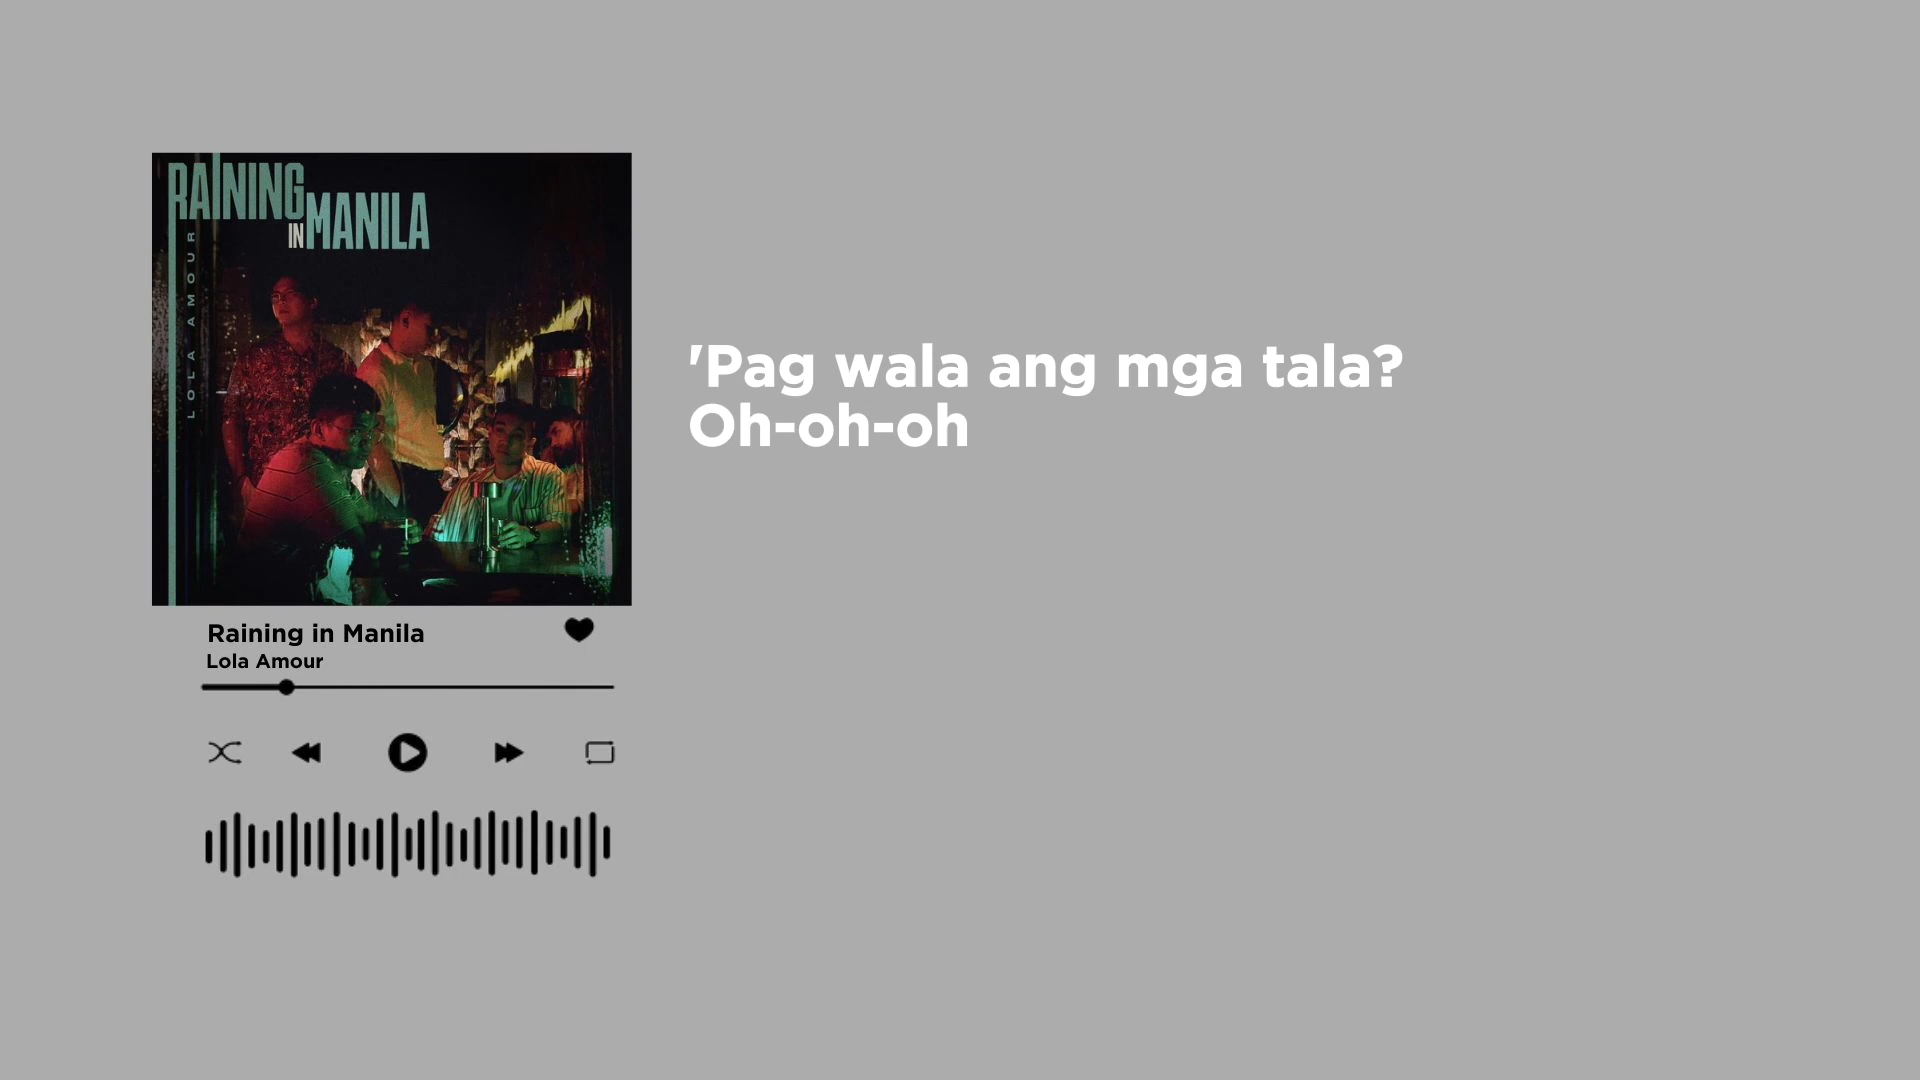 RAINING
IN MANILA
LOLA AMOUR
'Pag wala ang mga tala?
Oh-oh-oh
Raining in Manila
Lola Amour